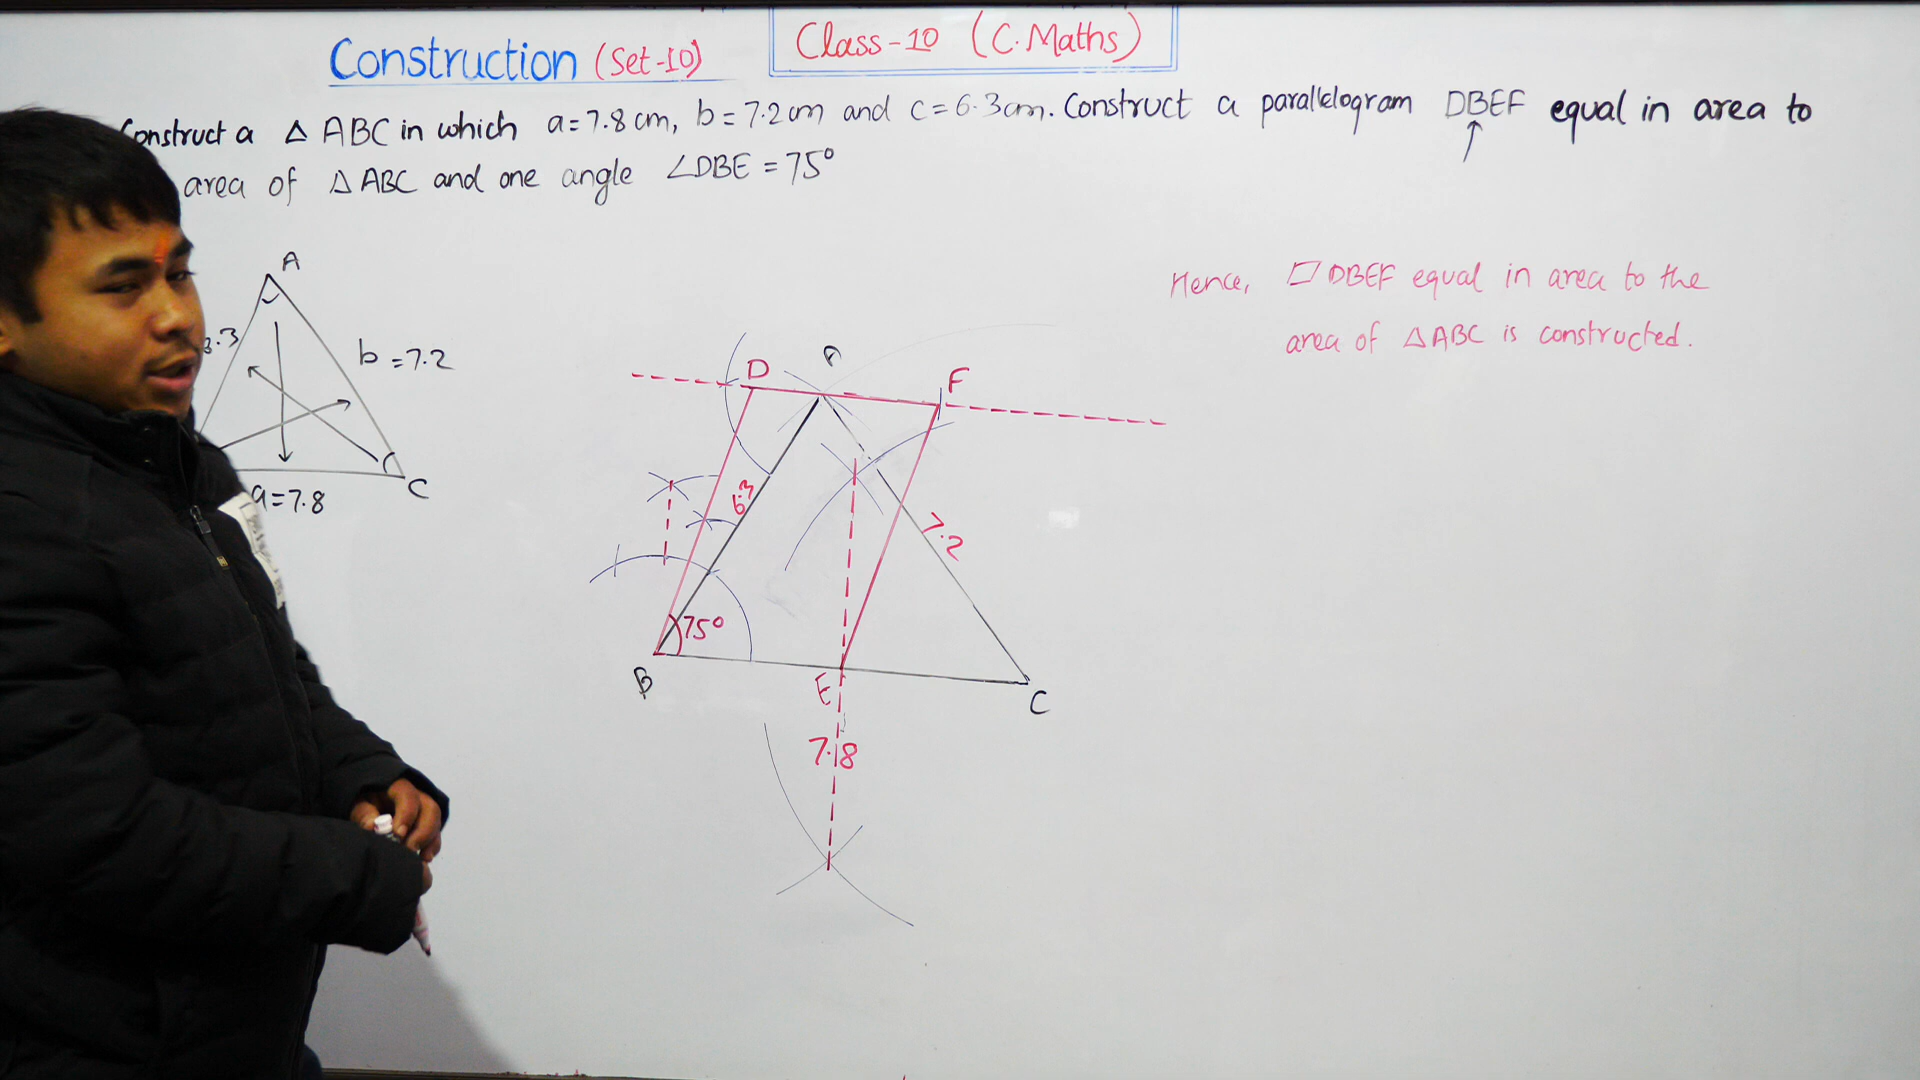 Construction (Set-10)
Class-10 (C.Maths)
Construct a △ ABC in which a=7.8 cm, b=7.2 cm and c=6.3cm. Construct a parallelogram DBEF equal in area to
area of △ ABC and one angle ∠DBE = 75°
A
b=7.2
C
a=7.8
Hence, ▱ DBEF equal in area to the
area of △ABC is constructed.
D A F
6.3
7.2
75°
B E C
7.8